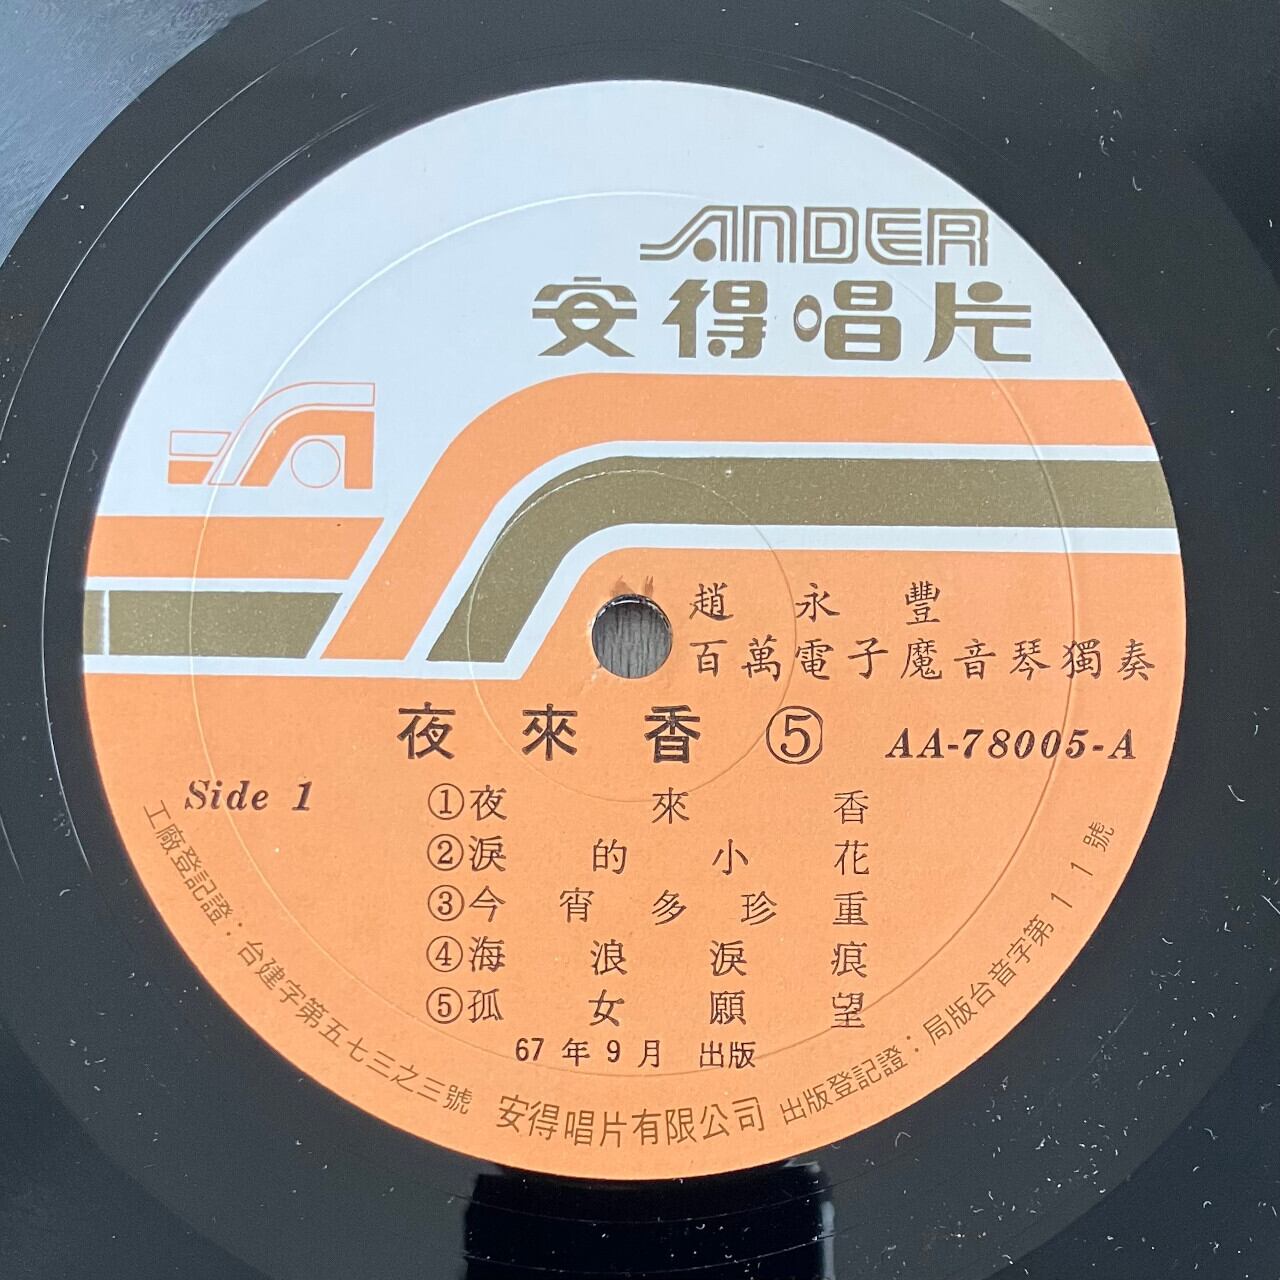 ANDER
安得唱片
趙永豐
百萬電子魔音琴獨奏
夜來香⑤ AA-78005-A
Side 1
①夜來香
②淚的小花
③今宵多珍重
④海浪淚痕
⑤孤女願望
67年9月 出版
工廠登記證：台建字第五七三之三號
安得唱片有限公司
出版登記證：局版台音字第11號